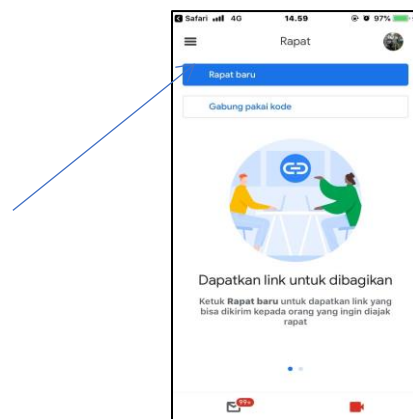 Safari 4G 14.59 97%
Rapat
Rapat baru
Gabung pakai kode
Dapatkan link untuk dibagikan
Ketuk Rapat baru untuk dapatkan link yang
bisa dikirim kepada orang yang ingin diajak
rapat
99+